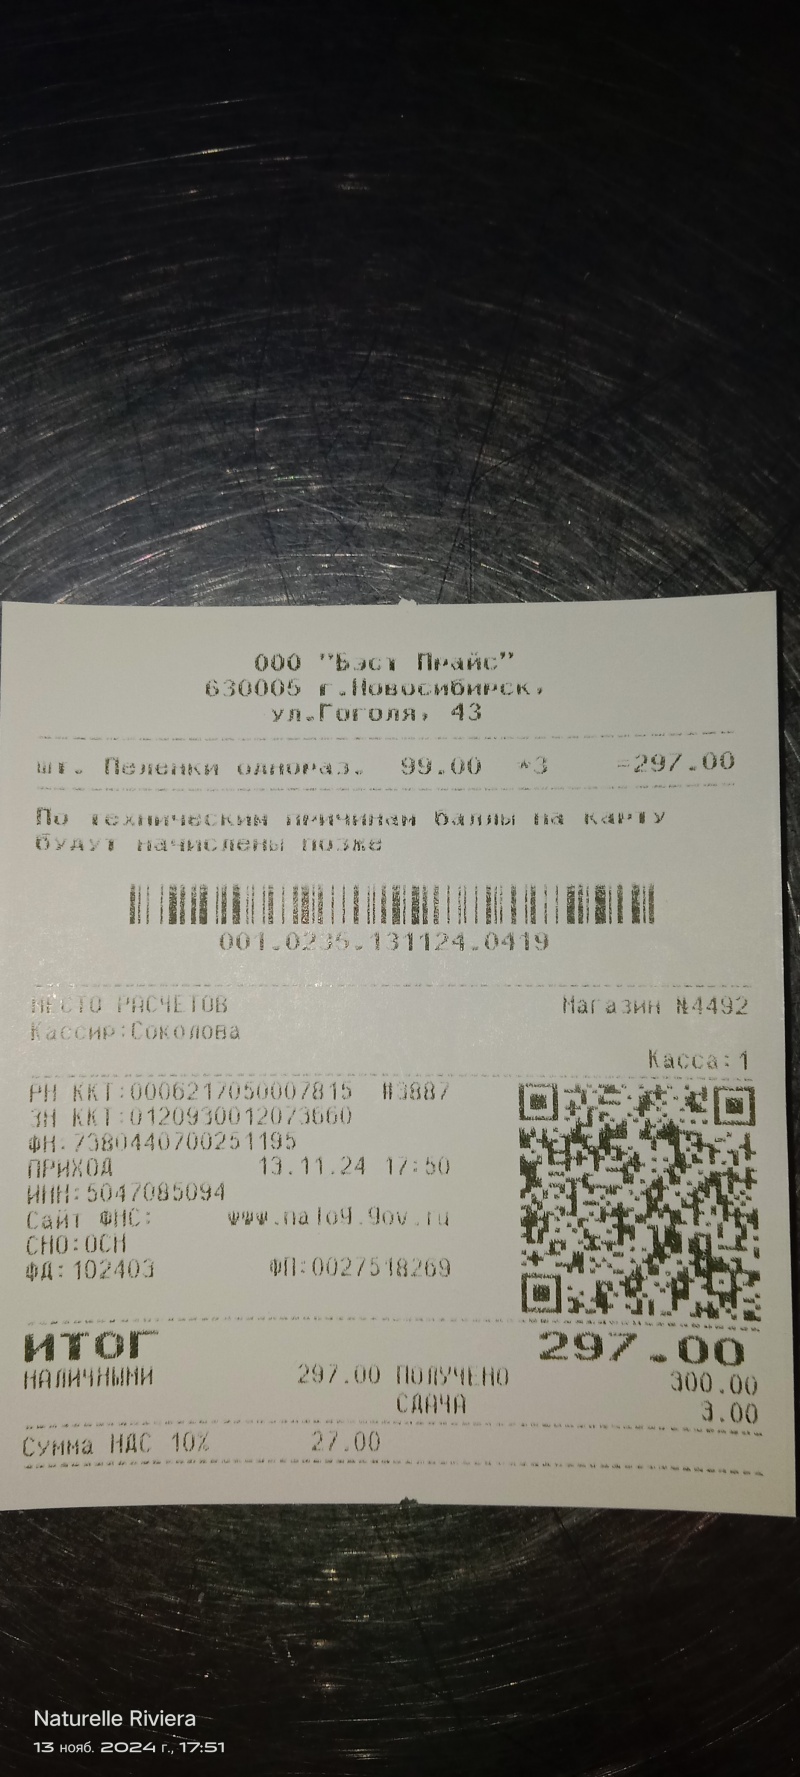 ООО "Бэст Прайс"
630005 г.Новосибирск,
ул.Гоголя, 43
шт. Пеленки однораз. 99.00 *3 =297.00
По техническим причинам баллы на карту
будут начислены позже
001.0235.131124.0419
МЕСТО РАСЧЕТОВ Магазин №4492
Кассир:Соколова
Касса:1
РН ККТ:0006217050007815 #3887
ЗН ККТ:0120930012073660
ФН:7380440700251195
ПРИХОД 13.11.24 17:50
ИНН:5047085094
Сайт ФНС: www.nalog.gov.ru
СНО:ОСН
ФД:102403 ФП:0027518269
ИТОГ 297.00
НАЛИЧНЫМИ 297.00 ПОЛУЧЕНО 300.00
СДАЧА 3.00
Сумма НДС 10% 27.00
Naturelle Riviera
13 нояб. 2024 г., 17:51